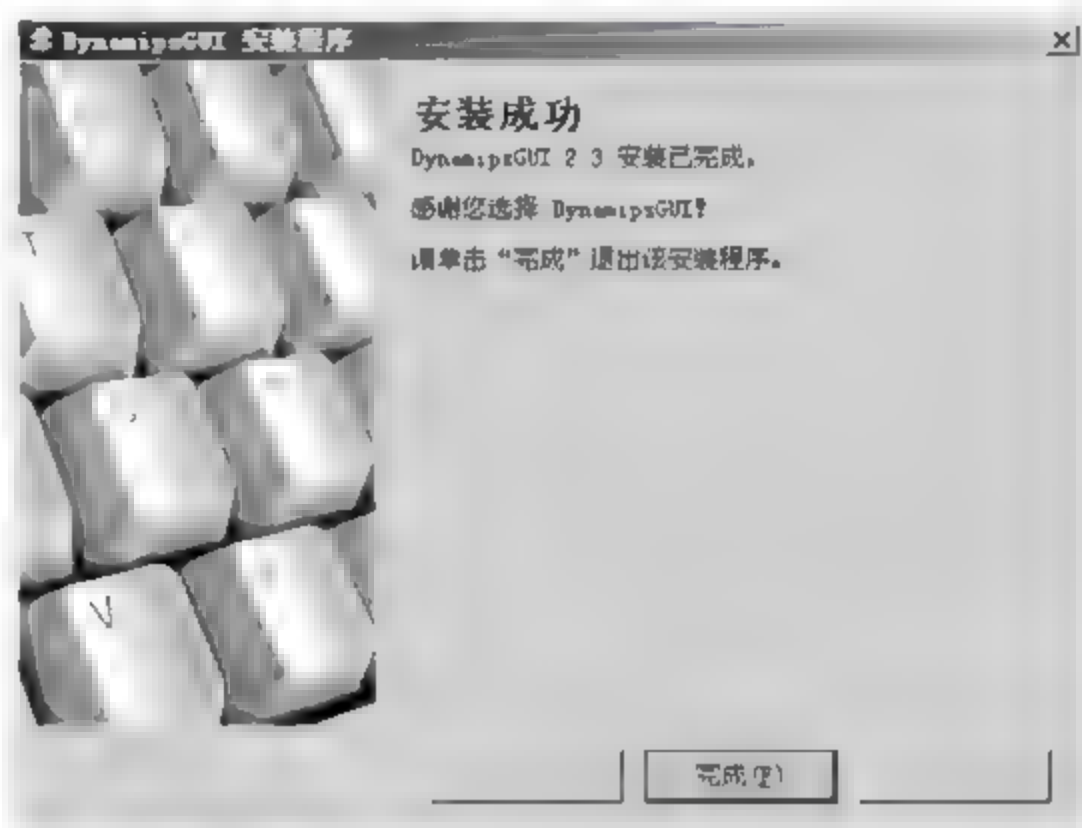 DynamipsGUI 安装程序
安装成功
DynamipsGUI 2 3 安装已完成。
感谢您选择 DynamipsGUI!
请单击“完成”退出该安装程序。
完成(F)